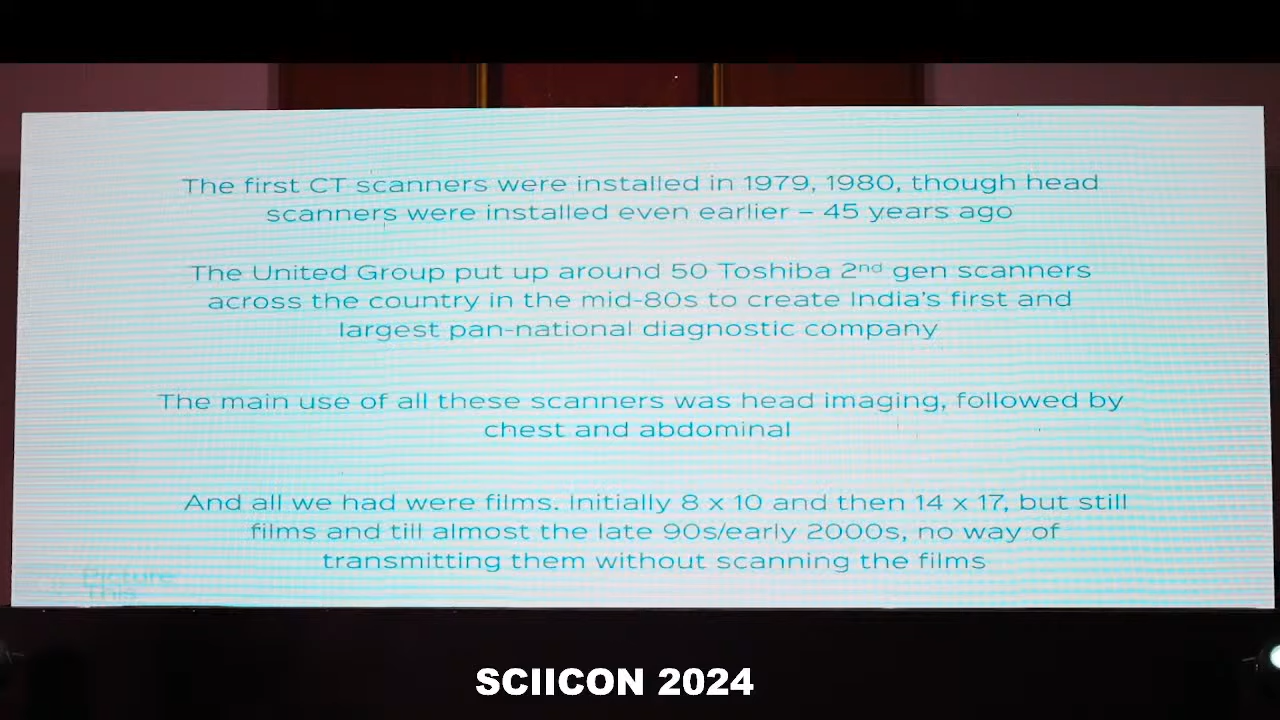 The first CT scanners were installed in 1979, 1980, though head
scanners were installed even earlier – 45 years ago
The United Group put up around 50 Toshiba 2nd gen scanners
across the country in the mid-80s to create India's first and
largest pan-national diagnostic company
The main use of all these scanners was head imaging, followed by
chest and abdominal
And all we had were films. Initially 8 x 10 and then 14 x 17, but still
films and till almost the late 90s/early 2000s, no way of
transmitting them without scanning the films
Picture
This
SCIICON 2024